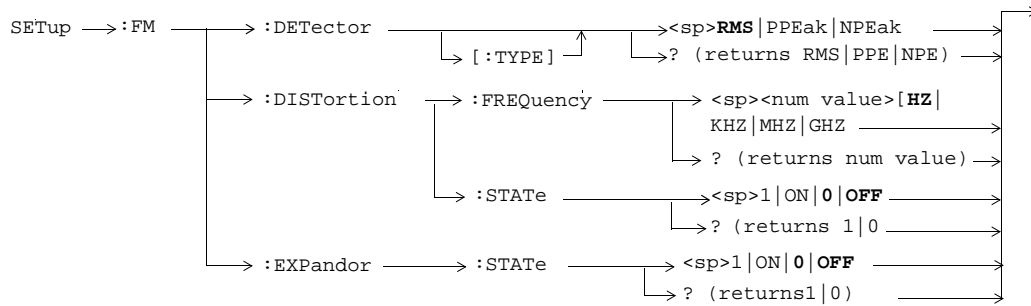 SETup :FM :DETector <sp>RMS|PPEak|NPEak
[:TYPE] ? (returns RMS|PPE|NPE)
:DISTortion :FREQuency <sp><num value>[HZ|
KHZ|MHZ|GHZ
? (returns num value)
:STATe <sp>1|ON|0|OFF
? (returns 1|0
:EXPandor :STATe <sp>1|ON|0|OFF
? (returns1|0)